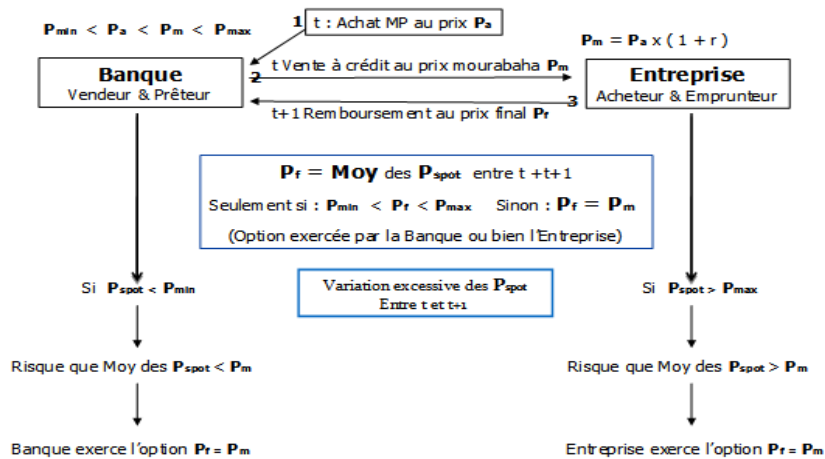 1 t : Achat MP au prix Pa
Pmin < Pa < Pm < Pmax
Pm = Pa x ( 1 + r )
Banque
Vendeur & Prêteur
2 t Vente à crédit au prix mourabaha Pm
Entreprise
Acheteur & Emprunteur
3
t+1 Remboursement au prix final Pf
Pf = Moy des Pspot entre t +t+1
Seulement si : Pmin < Pf < Pmax Sinon : Pf = Pm
(Option exercée par la Banque ou bien l'Entreprise)
Variation excessive des Pspot
Entre t et t+1
Si Pspot < Pmin
Si Pspot > Pmax
Risque que Moy des Pspot < Pm
Risque que Moy des Pspot > Pm
Banque exerce l'option Pf = Pm
Entreprise exerce l'option Pf = Pm